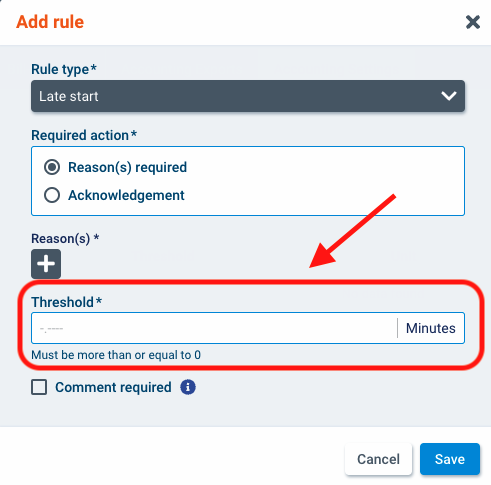 Add rule
Rule type*
Late start
Required action*
Reason(s) required
Acknowledgement
Reason(s) *
Threshold*
-.---- Minutes
Must be more than or equal to 0
Comment required
Cancel Save